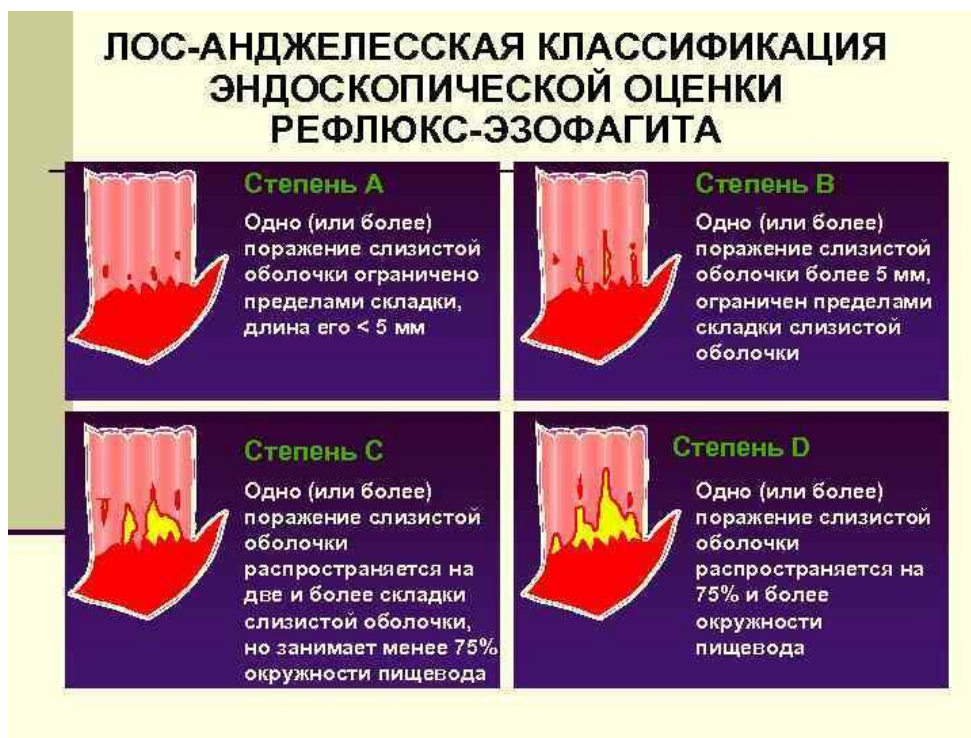 ЛОС-АНДЖЕЛЕССКАЯ КЛАССИФИКАЦИЯ
ЭНДОСКОПИЧЕСКОЙ ОЦЕНКИ
РЕФЛЮКС-ЭЗОФАГИТА
Степень A
Одно (или более)
поражение слизистой
оболочки ограничено
пределами складки,
длина его < 5 мм
Степень B
Одно (или более)
поражение слизистой
оболочки более 5 мм,
ограничен пределами
складки слизистой
оболочки
Степень C
Одно (или более)
поражение слизистой
оболочки
распространяется на
две и более складки
слизистой оболочки,
но занимает менее 75%
окружности пищевода
Степень D
Одно (или более)
поражение слизистой
оболочки
распространяется на
75% и более
окружности
пищевода